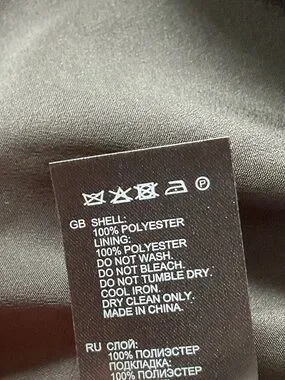 P
GB SHELL:
100% POLYESTER
LINING:
100% POLYESTER
DO NOT WASH.
DO NOT BLEACH.
DO NOT TUMBLE DRY.
COOL IRON.
DRY CLEAN ONLY.
MADE IN CHINA.
RU СЛОЙ:
100% ПОЛИЭСТЕР
ПОДКЛАДКА:
100% ПОЛИЭСТЕР